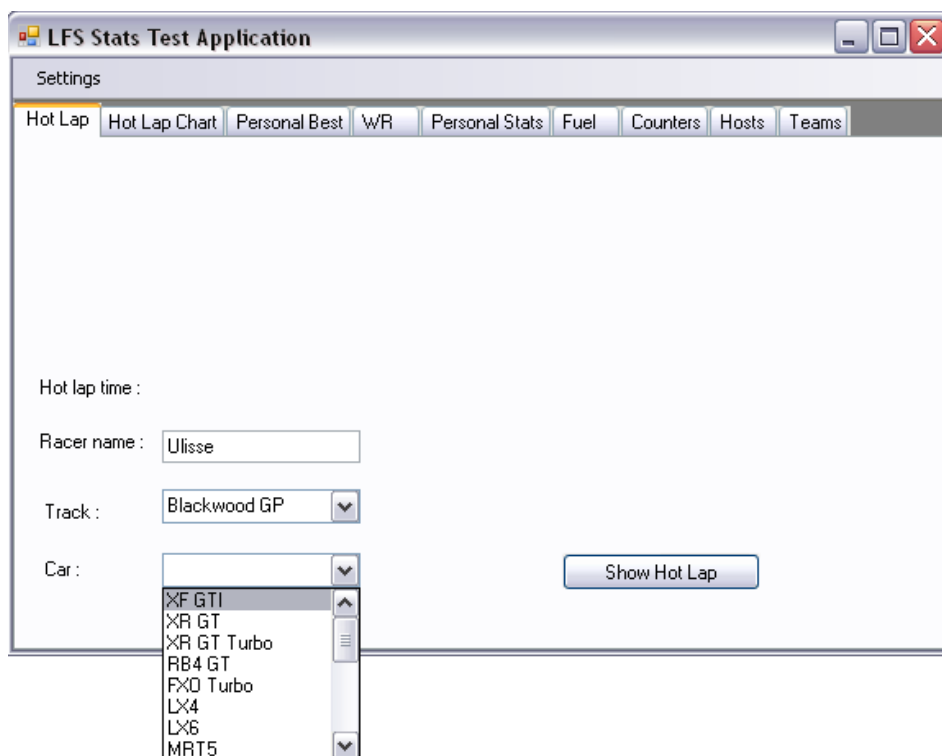 LFS Stats Test Application
Settings
Hot Lap Hot Lap Chart Personal Best WR Personal Stats Fuel Counters Hosts Teams
Hot lap time :
Racer name : Ulisse
Track : Blackwood GP
Car : Show Hot Lap
XF GTI
XR GT
XR GT Turbo
RB4 GT
FXO Turbo
LX4
LX6
MRT5